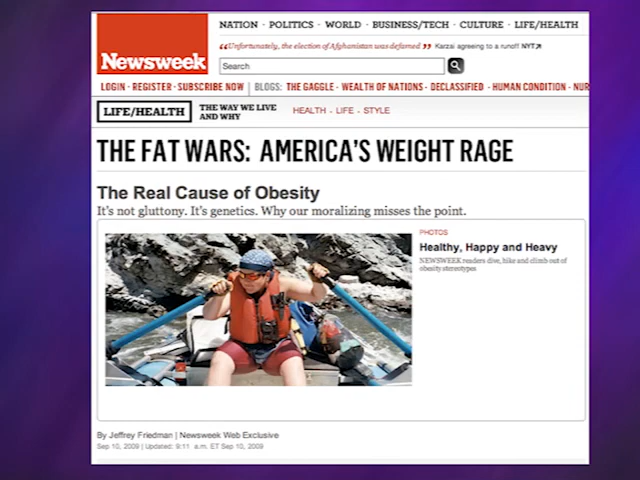 NATION · POLITICS · WORLD · BUSINESS/TECH · CULTURE · LIFE/HEALTH
“Unfortunately, the election of Afghanistan was defamed” Karzai agreeing to a runoff NYT
Newsweek
Search
LOGIN · REGISTER · SUBSCRIBE NOW | BLOGS: THE GAGGLE · WEALTH OF NATIONS · DECLASSIFIED · HUMAN CONDITION · NUR
LIFE/HEALTH
THE WAY WE LIVE
AND WHY
HEALTH · LIFE · STYLE
THE FAT WARS: AMERICA'S WEIGHT RAGE
The Real Cause of Obesity
It's not gluttony. It's genetics. Why our moralizing misses the point.
PHOTOS
Healthy, Happy and Heavy
NEWSWEEK readers dive, hike and climb out of
obesity stereotypes
By Jeffrey Friedman | Newsweek Web Exclusive
Sep 10, 2009 | Updated: 9:11 a.m. ET Sep 10, 2009